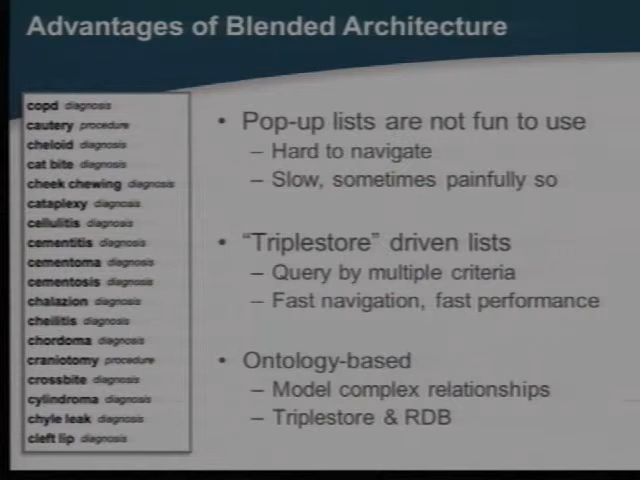 Advantages of Blended Architecture
copd diagnosis
cautery procedure
cheloid diagnosis
cat bite diagnosis
cheek chewing diagnosis
cataplexy diagnosis
cellulitis diagnosis
cementitis diagnosis
cementoma diagnosis
cementosis diagnosis
chalazion diagnosis
cheilitis diagnosis
chordoma diagnosis
craniotomy procedure
crossbite diagnosis
cylindroma diagnosis
chyle leak diagnosis
cleft lip diagnosis
• Pop-up lists are not fun to use
– Hard to navigate
– Slow, sometimes painfully so
• “Triplestore” driven lists
– Query by multiple criteria
– Fast navigation, fast performance
• Ontology-based
– Model complex relationships
– Triplestore & RDB